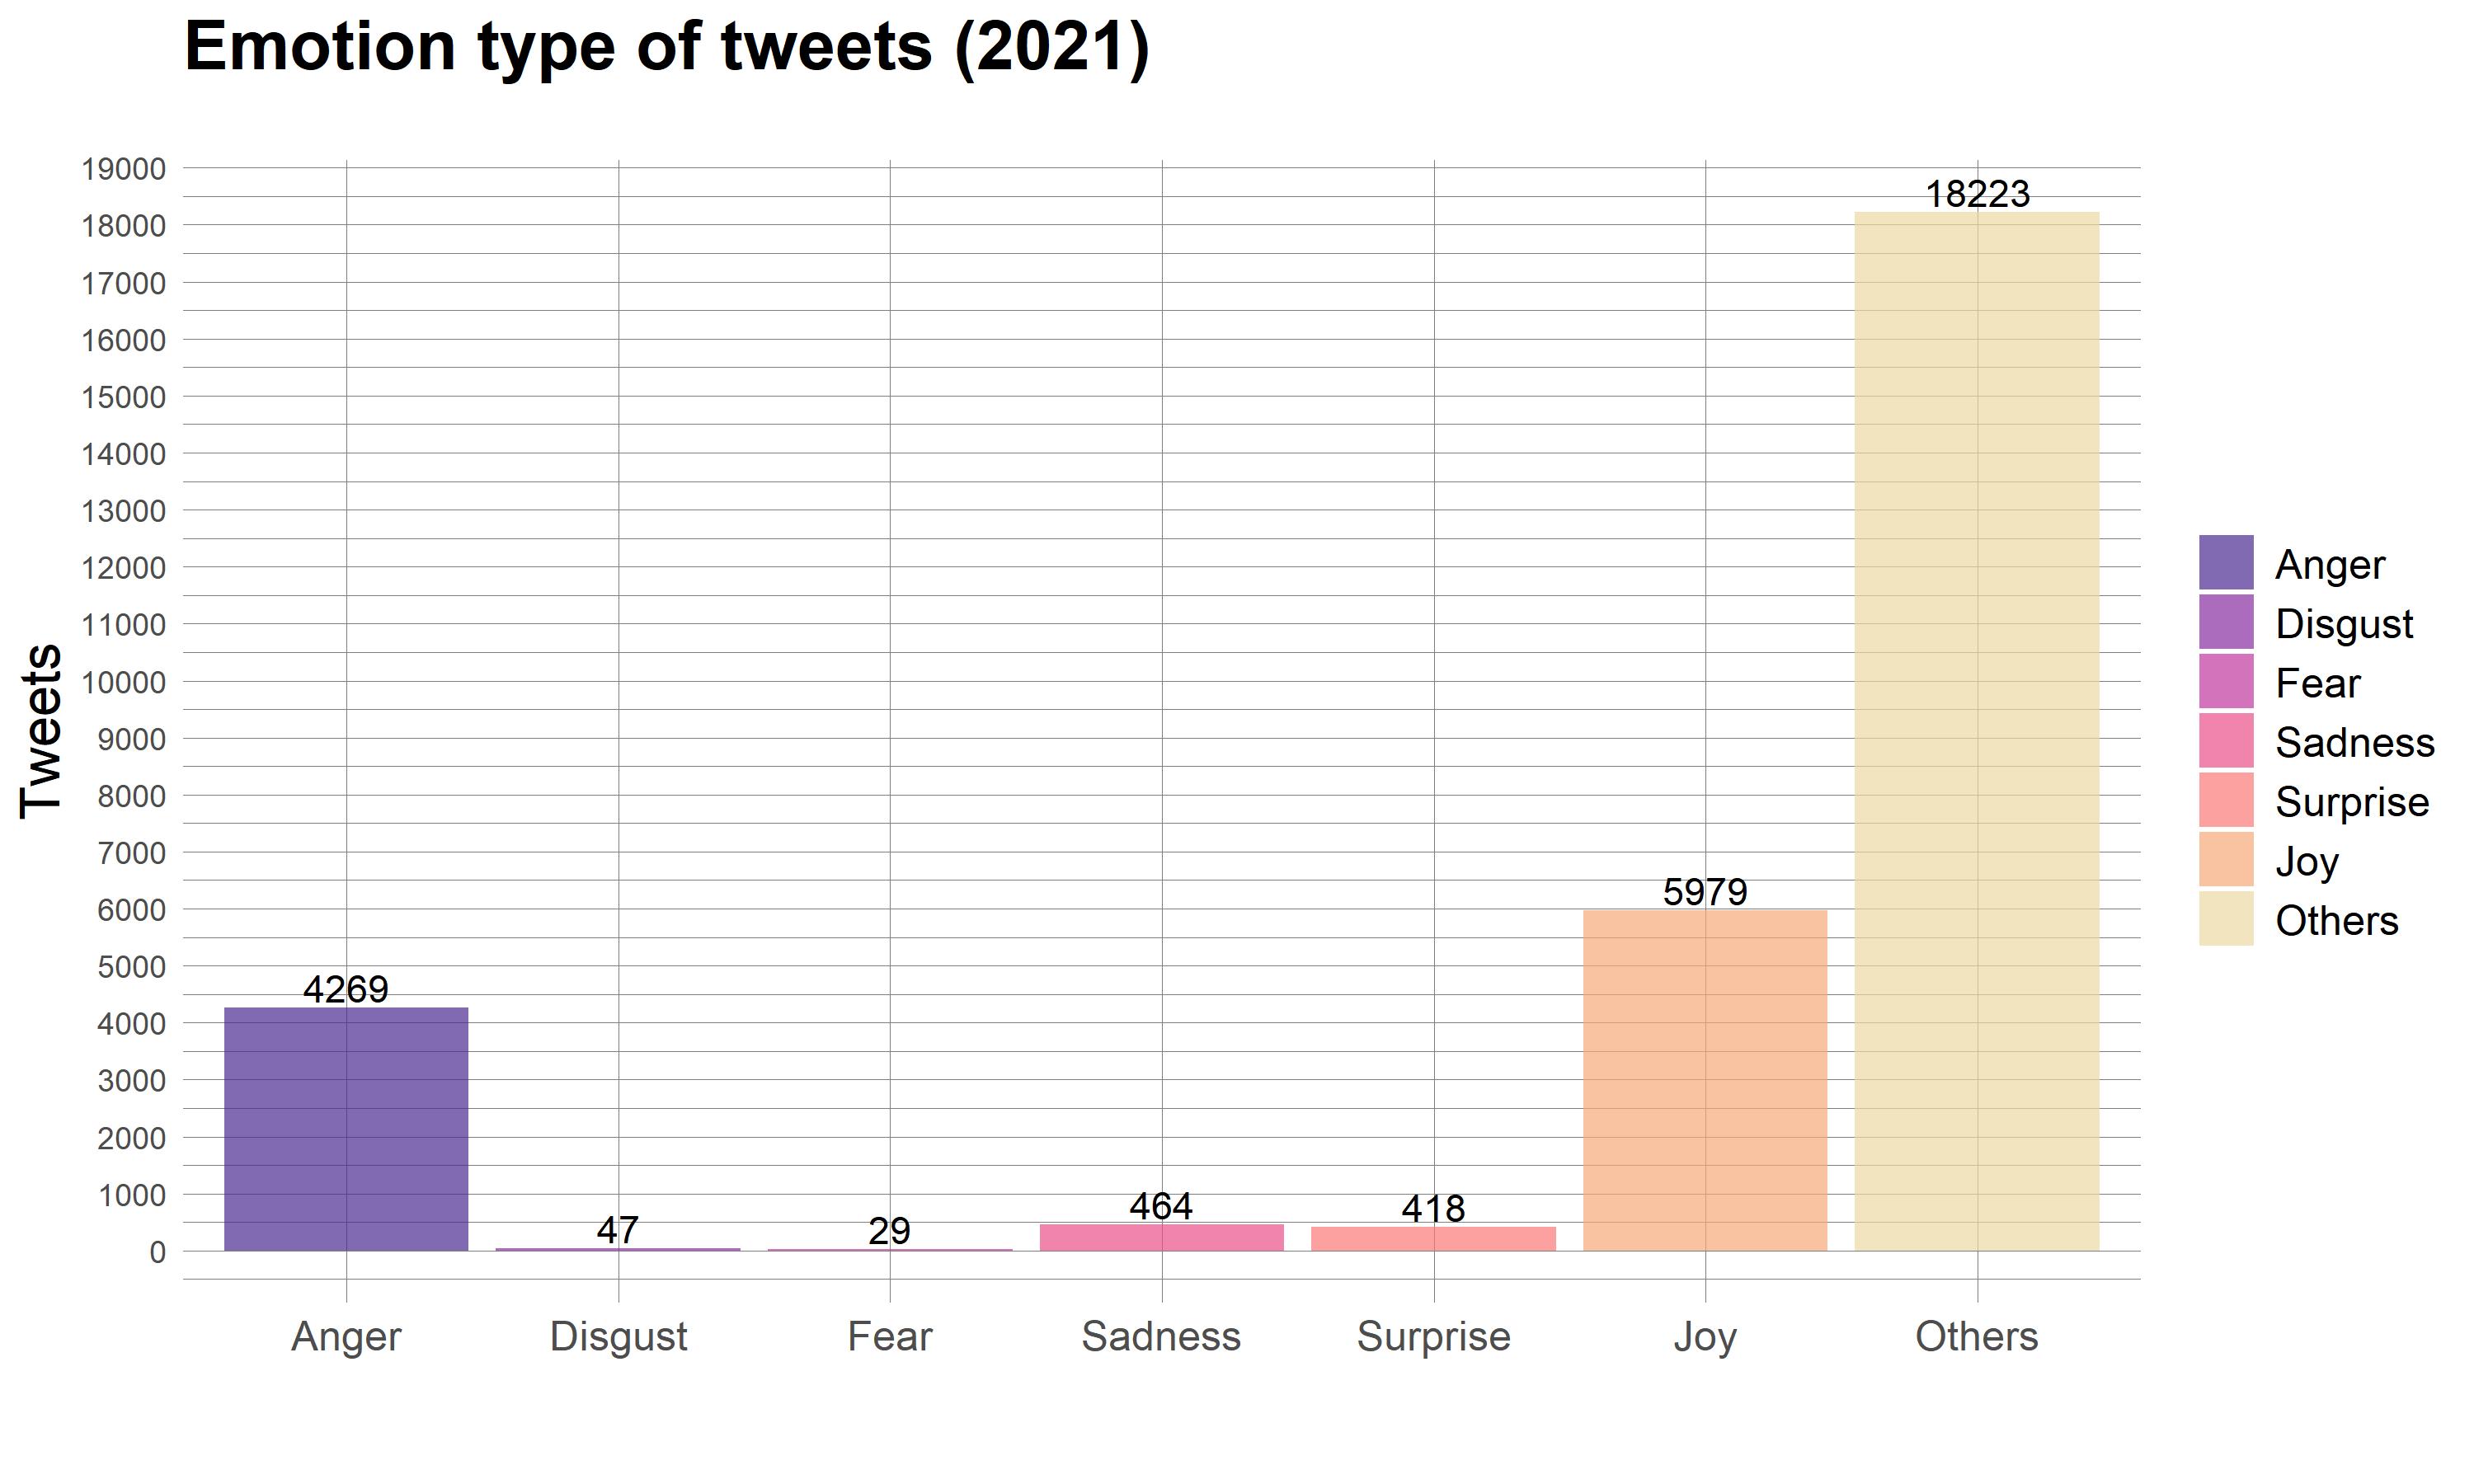 Emotion type of tweets (2021)
19000
18000
17000
16000
15000
14000
13000
12000
11000
10000
9000
8000
7000
6000
5000
4000
3000
2000
1000
0
Tweets
4269
47
29
464
418
5979
18223
Anger
Disgust
Fear
Sadness
Surprise
Joy
Others
Anger
Disgust
Fear
Sadness
Surprise
Joy
Others